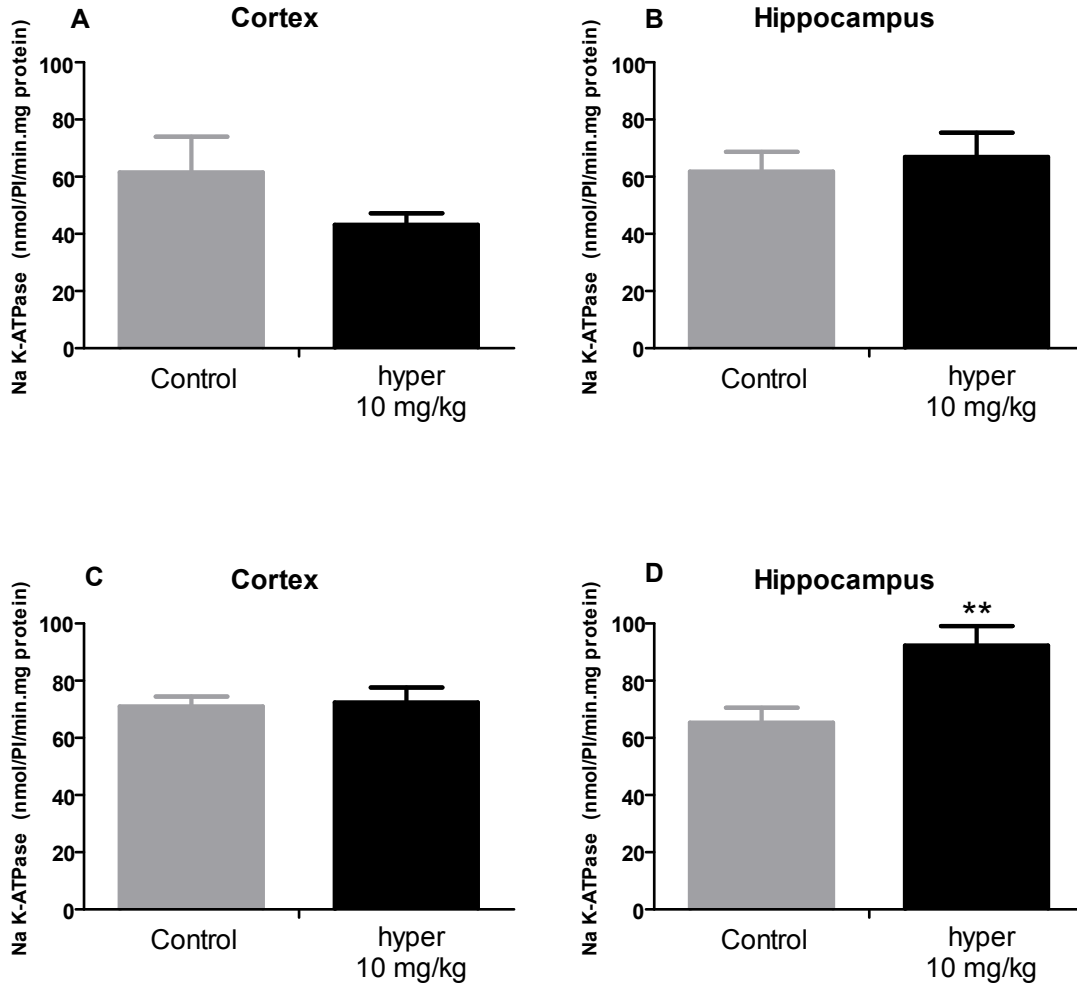 A Cortex
Na K-ATPase (nmol/PI/min.mg protein)
100
80
60
40
20
0
Control
hyper
10 mg/kg
B Hippocampus
Na K-ATPase (nmol/PI/min.mg protein)
100
80
60
40
20
0
Control
hyper
10 mg/kg
C Cortex
Na K-ATPase (nmol/PI/min.mg protein)
100
80
60
40
20
0
Control
hyper
10 mg/kg
D Hippocampus
Na K-ATPase (nmol/PI/min.mg protein)
100
80
60
40
20
0
**
Control
hyper
10 mg/kg